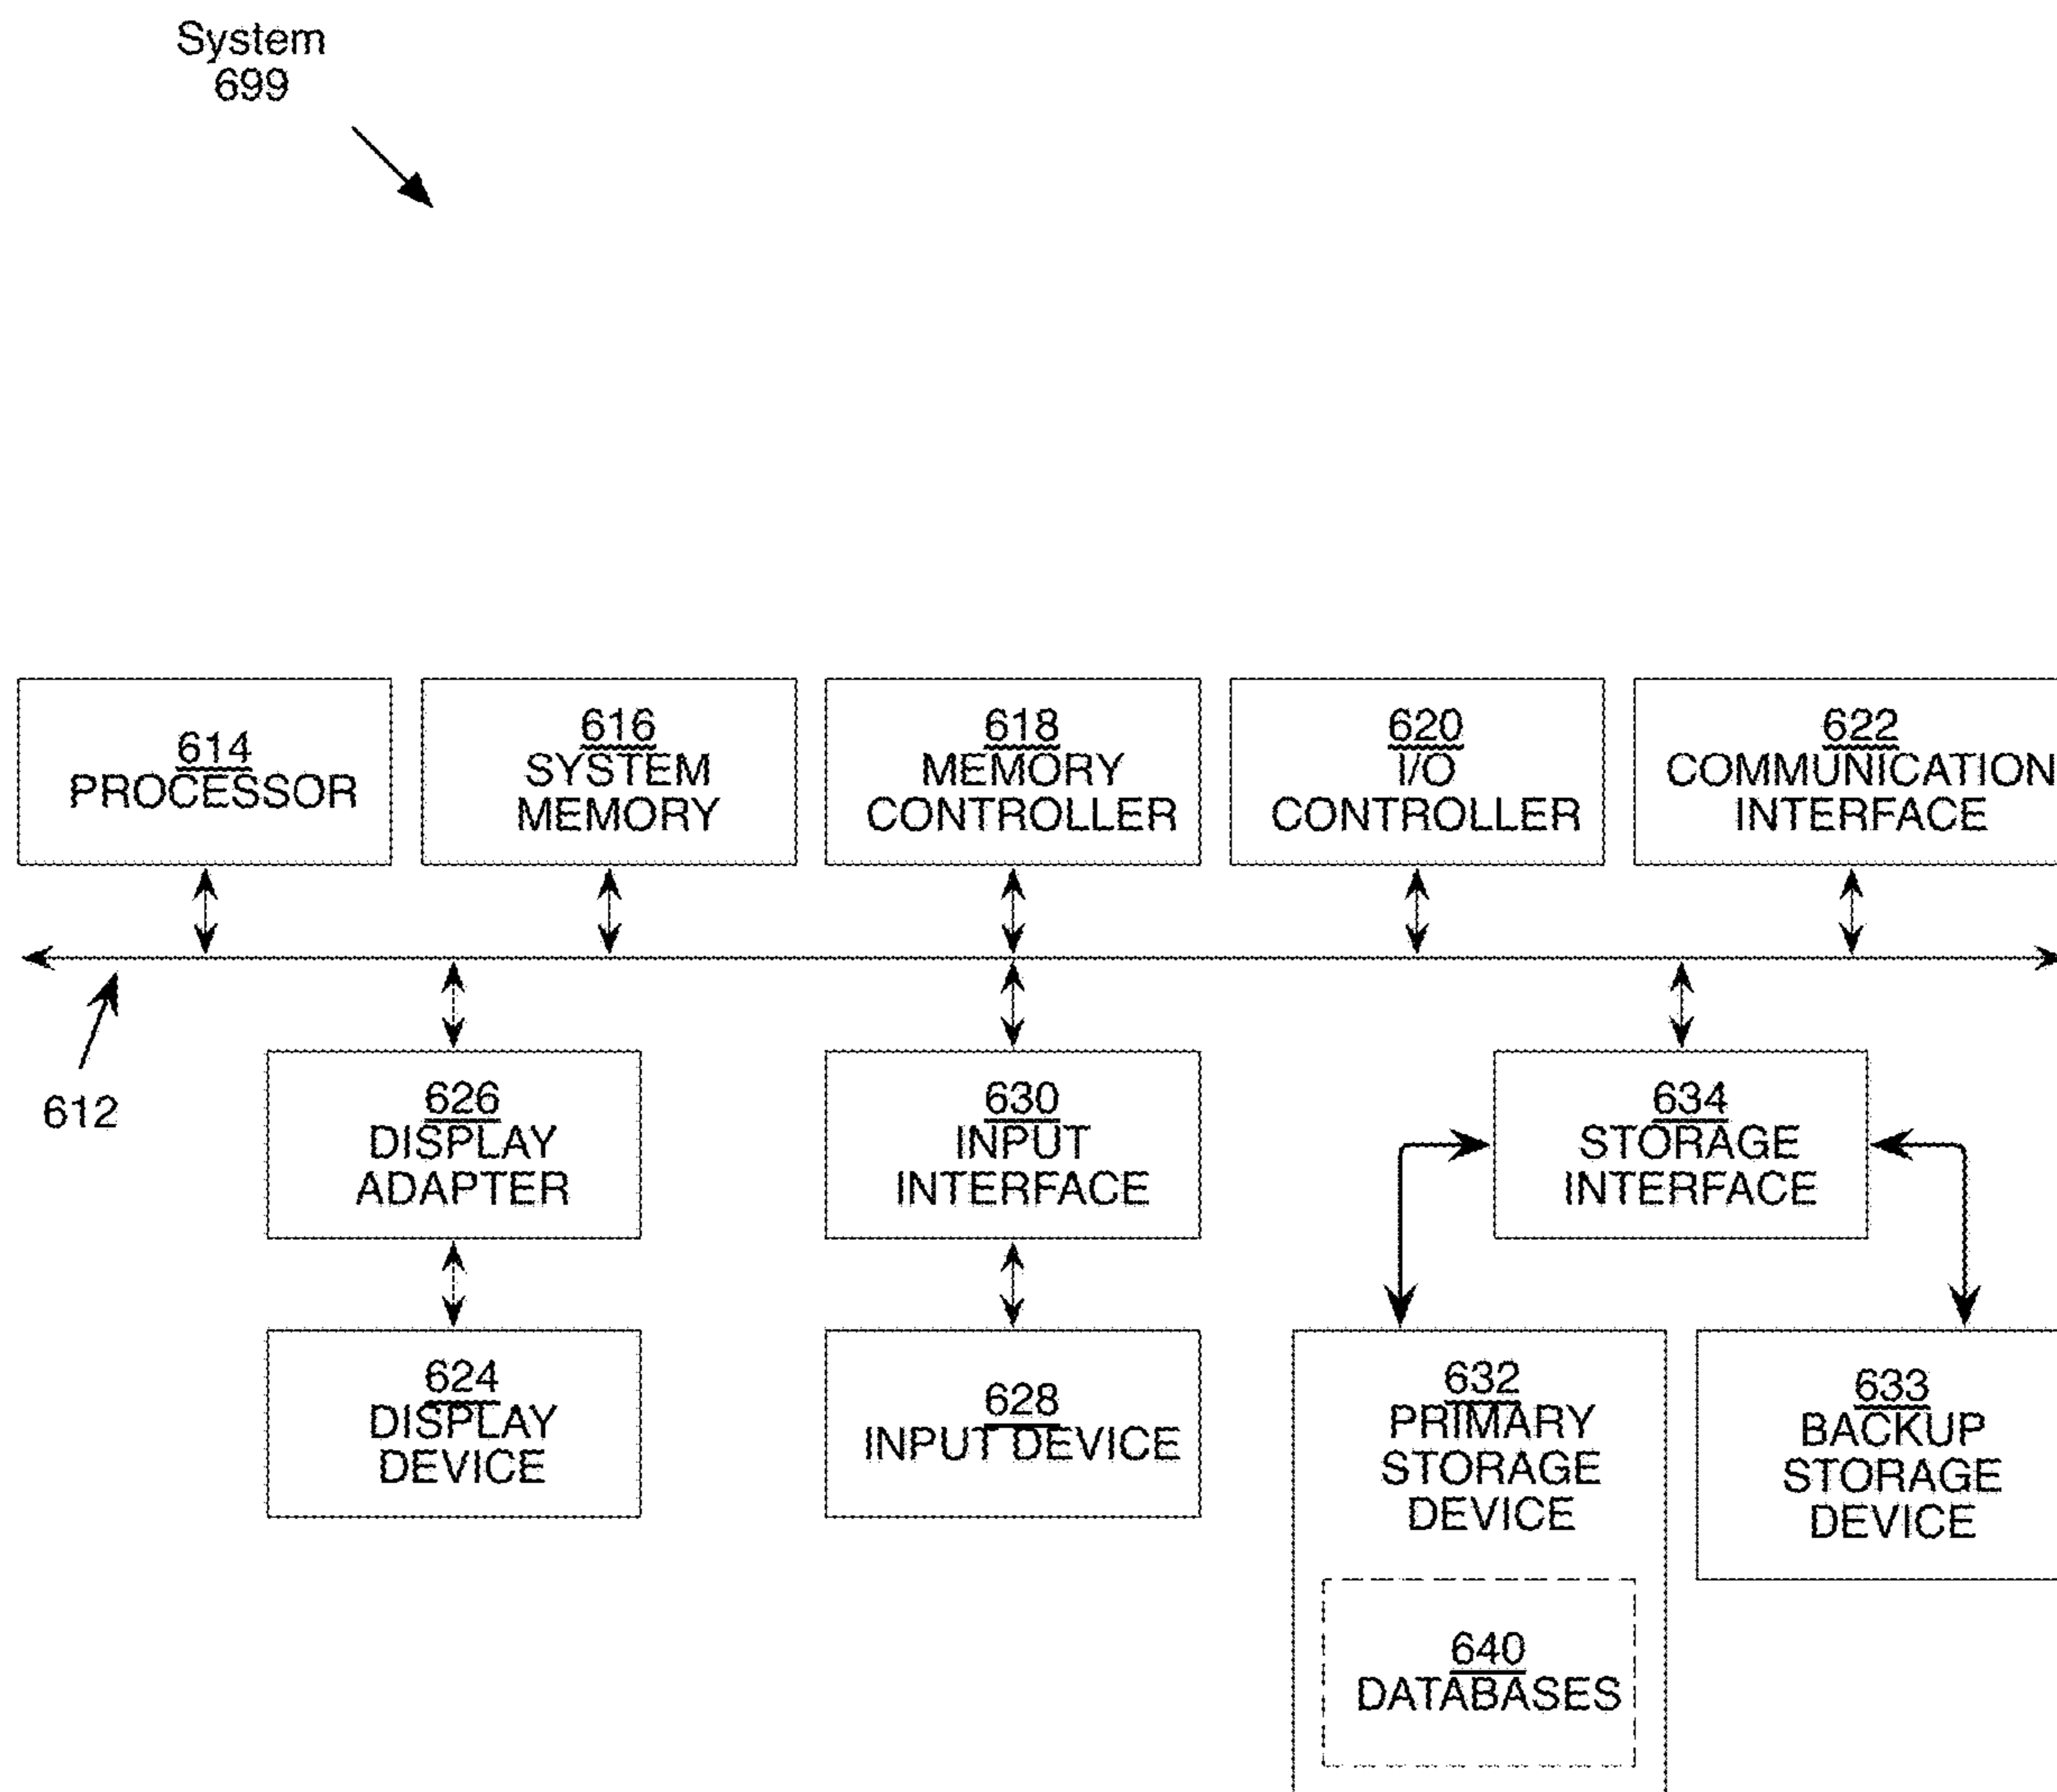 System
699
614
PROCESSOR
616
SYSTEM
MEMORY
618
MEMORY
CONTROLLER
620
I/O
CONTROLLER
622
COMMUNICATION
INTERFACE
612
626
DISPLAY
ADAPTER
630
INPUT
INTERFACE
634
STORAGE
INTERFACE
624
DISPLAY
DEVICE
628
INPUT DEVICE
632
PRIMARY
STORAGE
DEVICE
633
BACKUP
STORAGE
DEVICE
640
DATABASES